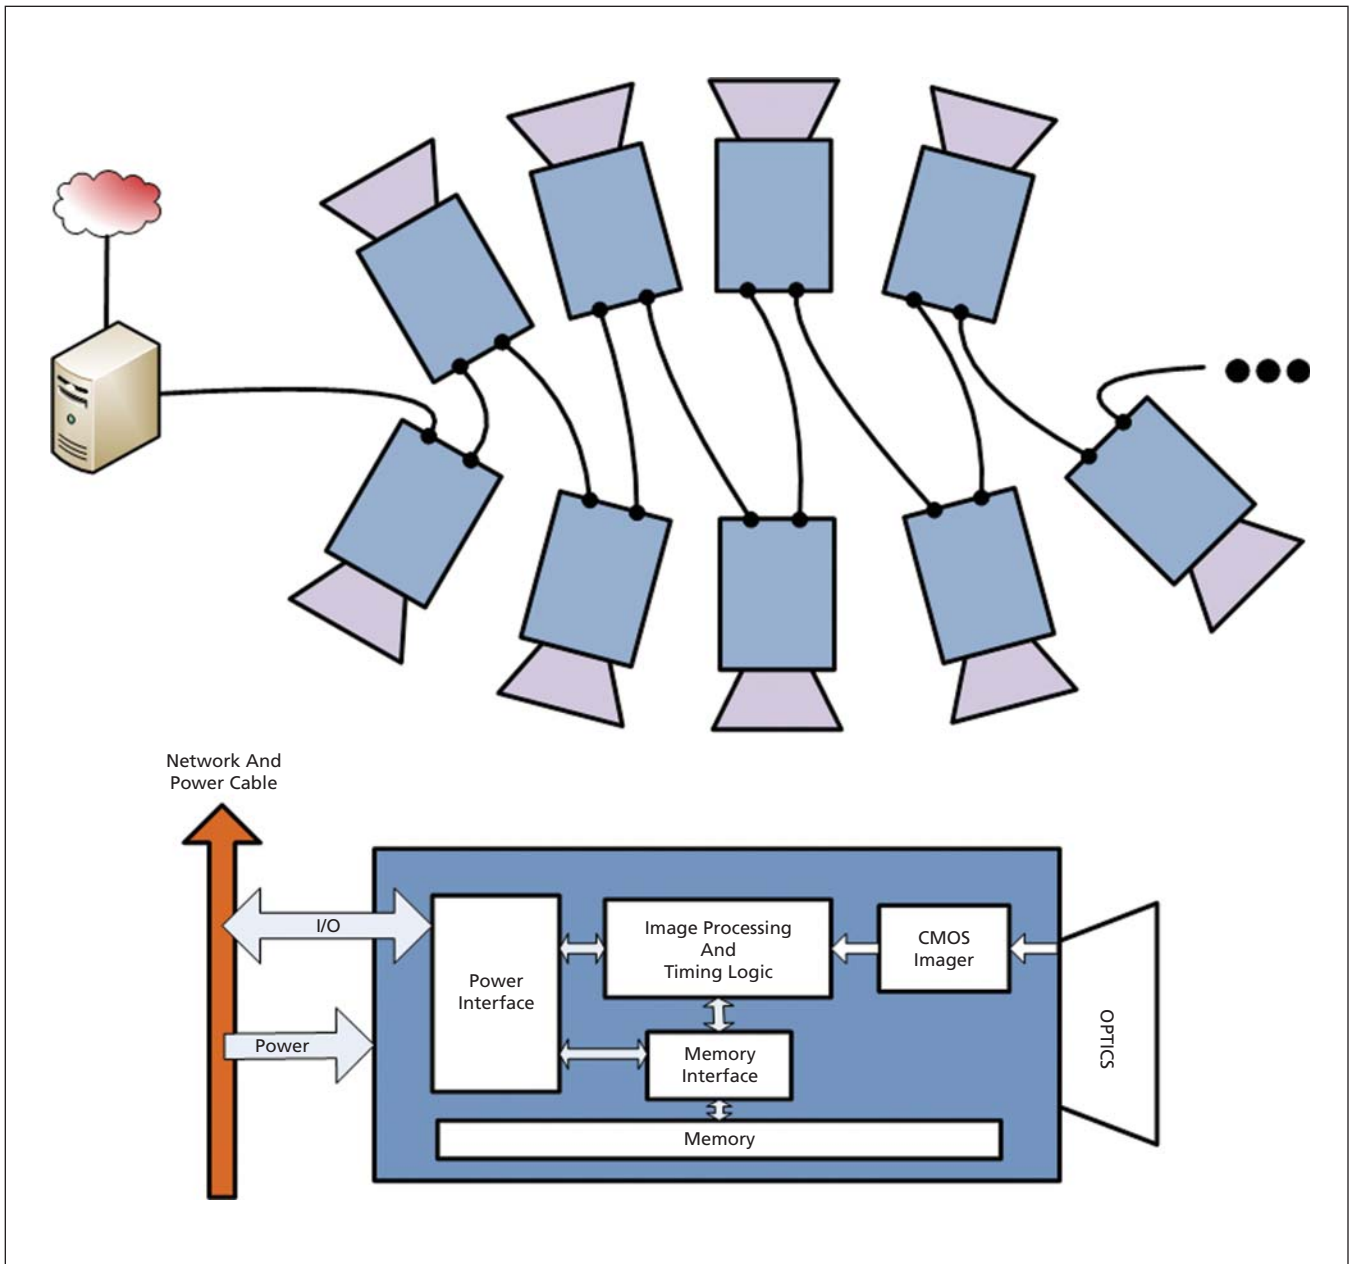 Network And
Power Cable
I/O
Power
Power
Interface
Image Processing
And
Timing Logic
CMOS
Imager
Memory
Interface
Memory
OPTICS